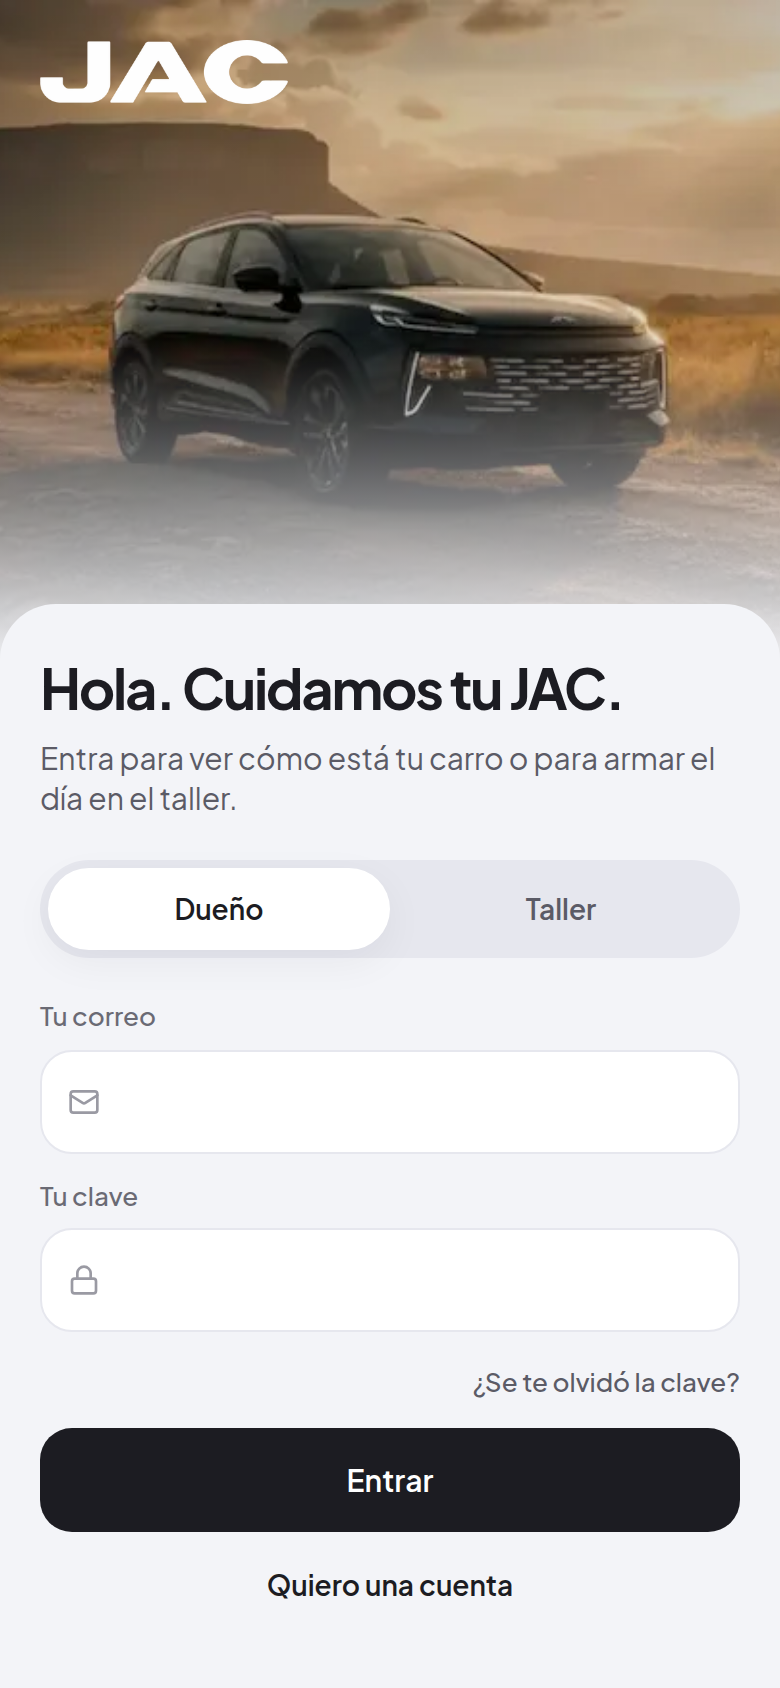 JAC
Hola. Cuidamos tu JAC.
Entra para ver cómo está tu carro o para armar el
día en el taller.
Dueño
Taller
Tu correo
Tu clave
¿Se te olvidó la clave?
Entrar
Quiero una cuenta